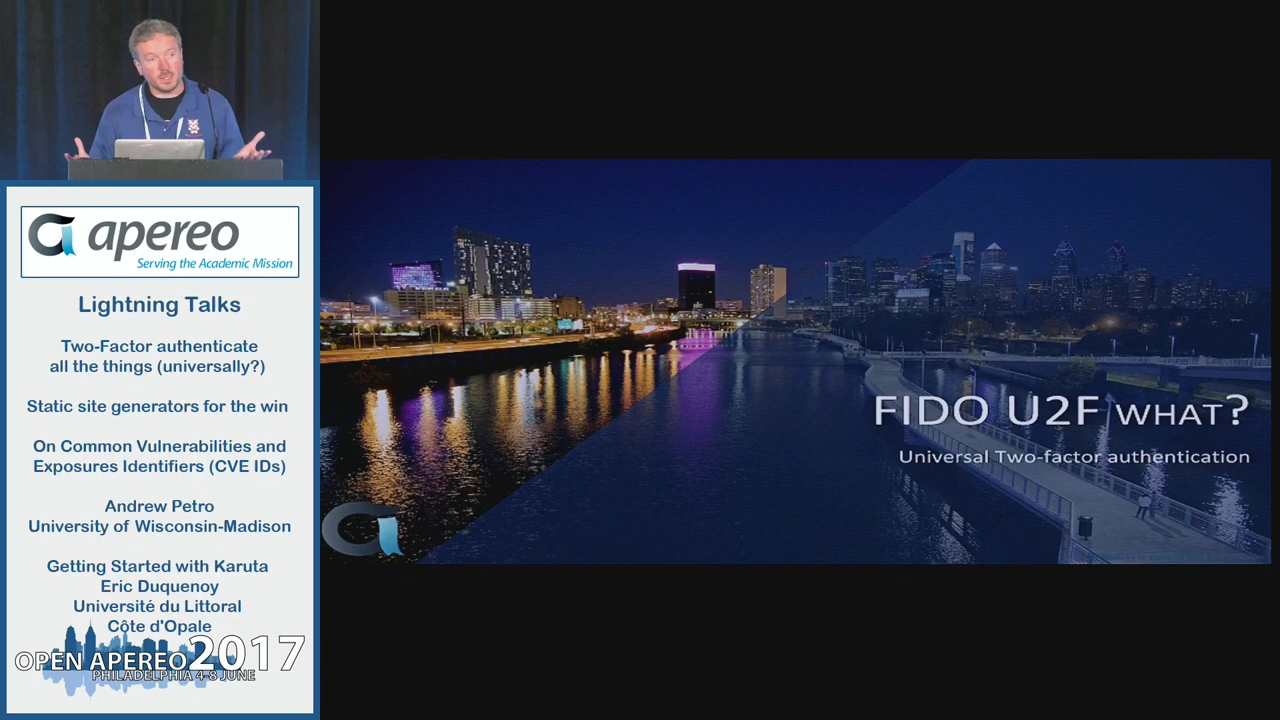 apereo
Serving the Academic Mission
Lightning Talks
Two-Factor authenticate
all the things (universally?)
Static site generators for the win
On Common Vulnerabilities and
Exposures Identifiers (CVE IDs)
Andrew Petro
University of Wisconsin-Madison
Getting Started with Karuta
Eric Duquenoy
Université du Littoral
Côte d'Opale
OPEN APEREO 2017
PHILADELPHIA 4-8 JUNE
FIDO U2F WHAT?
Universal Two-factor authentication